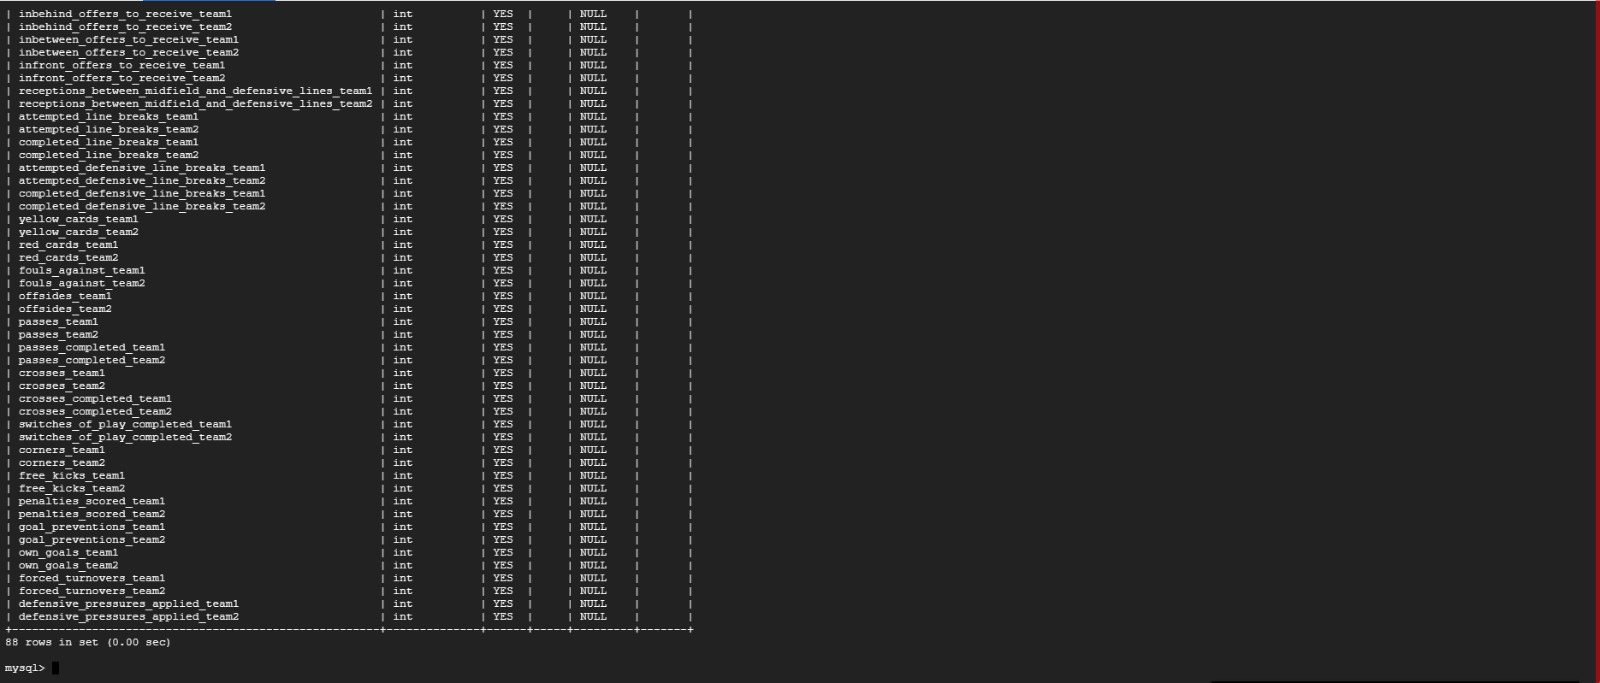 | inbehind_offers_to_receive_team1 | int | YES | | NULL | |
| inbehind_offers_to_receive_team2 | int | YES | | NULL | |
| inbetween_offers_to_receive_team1 | int | YES | | NULL | |
| inbetween_offers_to_receive_team2 | int | YES | | NULL | |
| infront_offers_to_receive_team1 | int | YES | | NULL | |
| infront_offers_to_receive_team2 | int | YES | | NULL | |
| receptions_between_midfield_and_defensive_lines_team1 | int | YES | | NULL | |
| receptions_between_midfield_and_defensive_lines_team2 | int | YES | | NULL | |
| attempted_line_breaks_team1 | int | YES | | NULL | |
| attempted_line_breaks_team2 | int | YES | | NULL | |
| completed_line_breaks_team1 | int | YES | | NULL | |
| completed_line_breaks_team2 | int | YES | | NULL | |
| attempted_defensive_line_breaks_team1 | int | YES | | NULL | |
| attempted_defensive_line_breaks_team2 | int | YES | | NULL | |
| completed_defensive_line_breaks_team1 | int | YES | | NULL | |
| completed_defensive_line_breaks_team2 | int | YES | | NULL | |
| yellow_cards_team1 | int | YES | | NULL | |
| yellow_cards_team2 | int | YES | | NULL | |
| red_cards_team1 | int | YES | | NULL | |
| red_cards_team2 | int | YES | | NULL | |
| fouls_against_team1 | int | YES | | NULL | |
| fouls_against_team2 | int | YES | | NULL | |
| offsides_team1 | int | YES | | NULL | |
| offsides_team2 | int | YES | | NULL | |
| passes_team1 | int | YES | | NULL | |
| passes_team2 | int | YES | | NULL | |
| passes_completed_team1 | int | YES | | NULL | |
| passes_completed_team2 | int | YES | | NULL | |
| crosses_team1 | int | YES | | NULL | |
| crosses_team2 | int | YES | | NULL | |
| crosses_completed_team1 | int | YES | | NULL | |
| crosses_completed_team2 | int | YES | | NULL | |
| switches_of_play_completed_team1 | int | YES | | NULL | |
| switches_of_play_completed_team2 | int | YES | | NULL | |
| corners_team1 | int | YES | | NULL | |
| corners_team2 | int | YES | | NULL | |
| free_kicks_team1 | int | YES | | NULL | |
| free_kicks_team2 | int | YES | | NULL | |
| penalties_scored_team1 | int | YES | | NULL | |
| penalties_scored_team2 | int | YES | | NULL | |
| goal_preventions_team1 | int | YES | | NULL | |
| goal_preventions_team2 | int | YES | | NULL | |
| own_goals_team1 | int | YES | | NULL | |
| own_goals_team2 | int | YES | | NULL | |
| forced_turnovers_team1 | int | YES | | NULL | |
| forced_turnovers_team2 | int | YES | | NULL | |
| defensive_pressures_applied_team1 | int | YES | | NULL | |
| defensive_pressures_applied_team2 | int | YES | | NULL | |
+-------------------------------------------------------+--------------+------+-----+---------+-------+
88 rows in set (0.00 sec)
mysql>